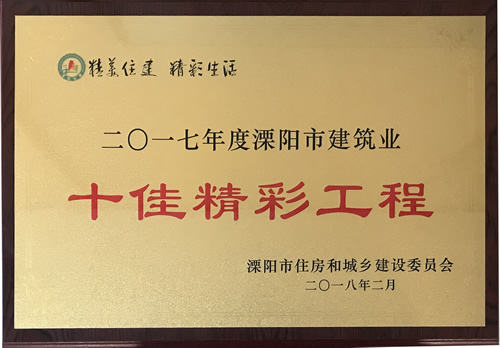 精美住建 精彩生活
二〇一七年度溧阳市建筑业
十佳精彩工程
溧阳市住房和城乡建设委员会
二〇一八年二月